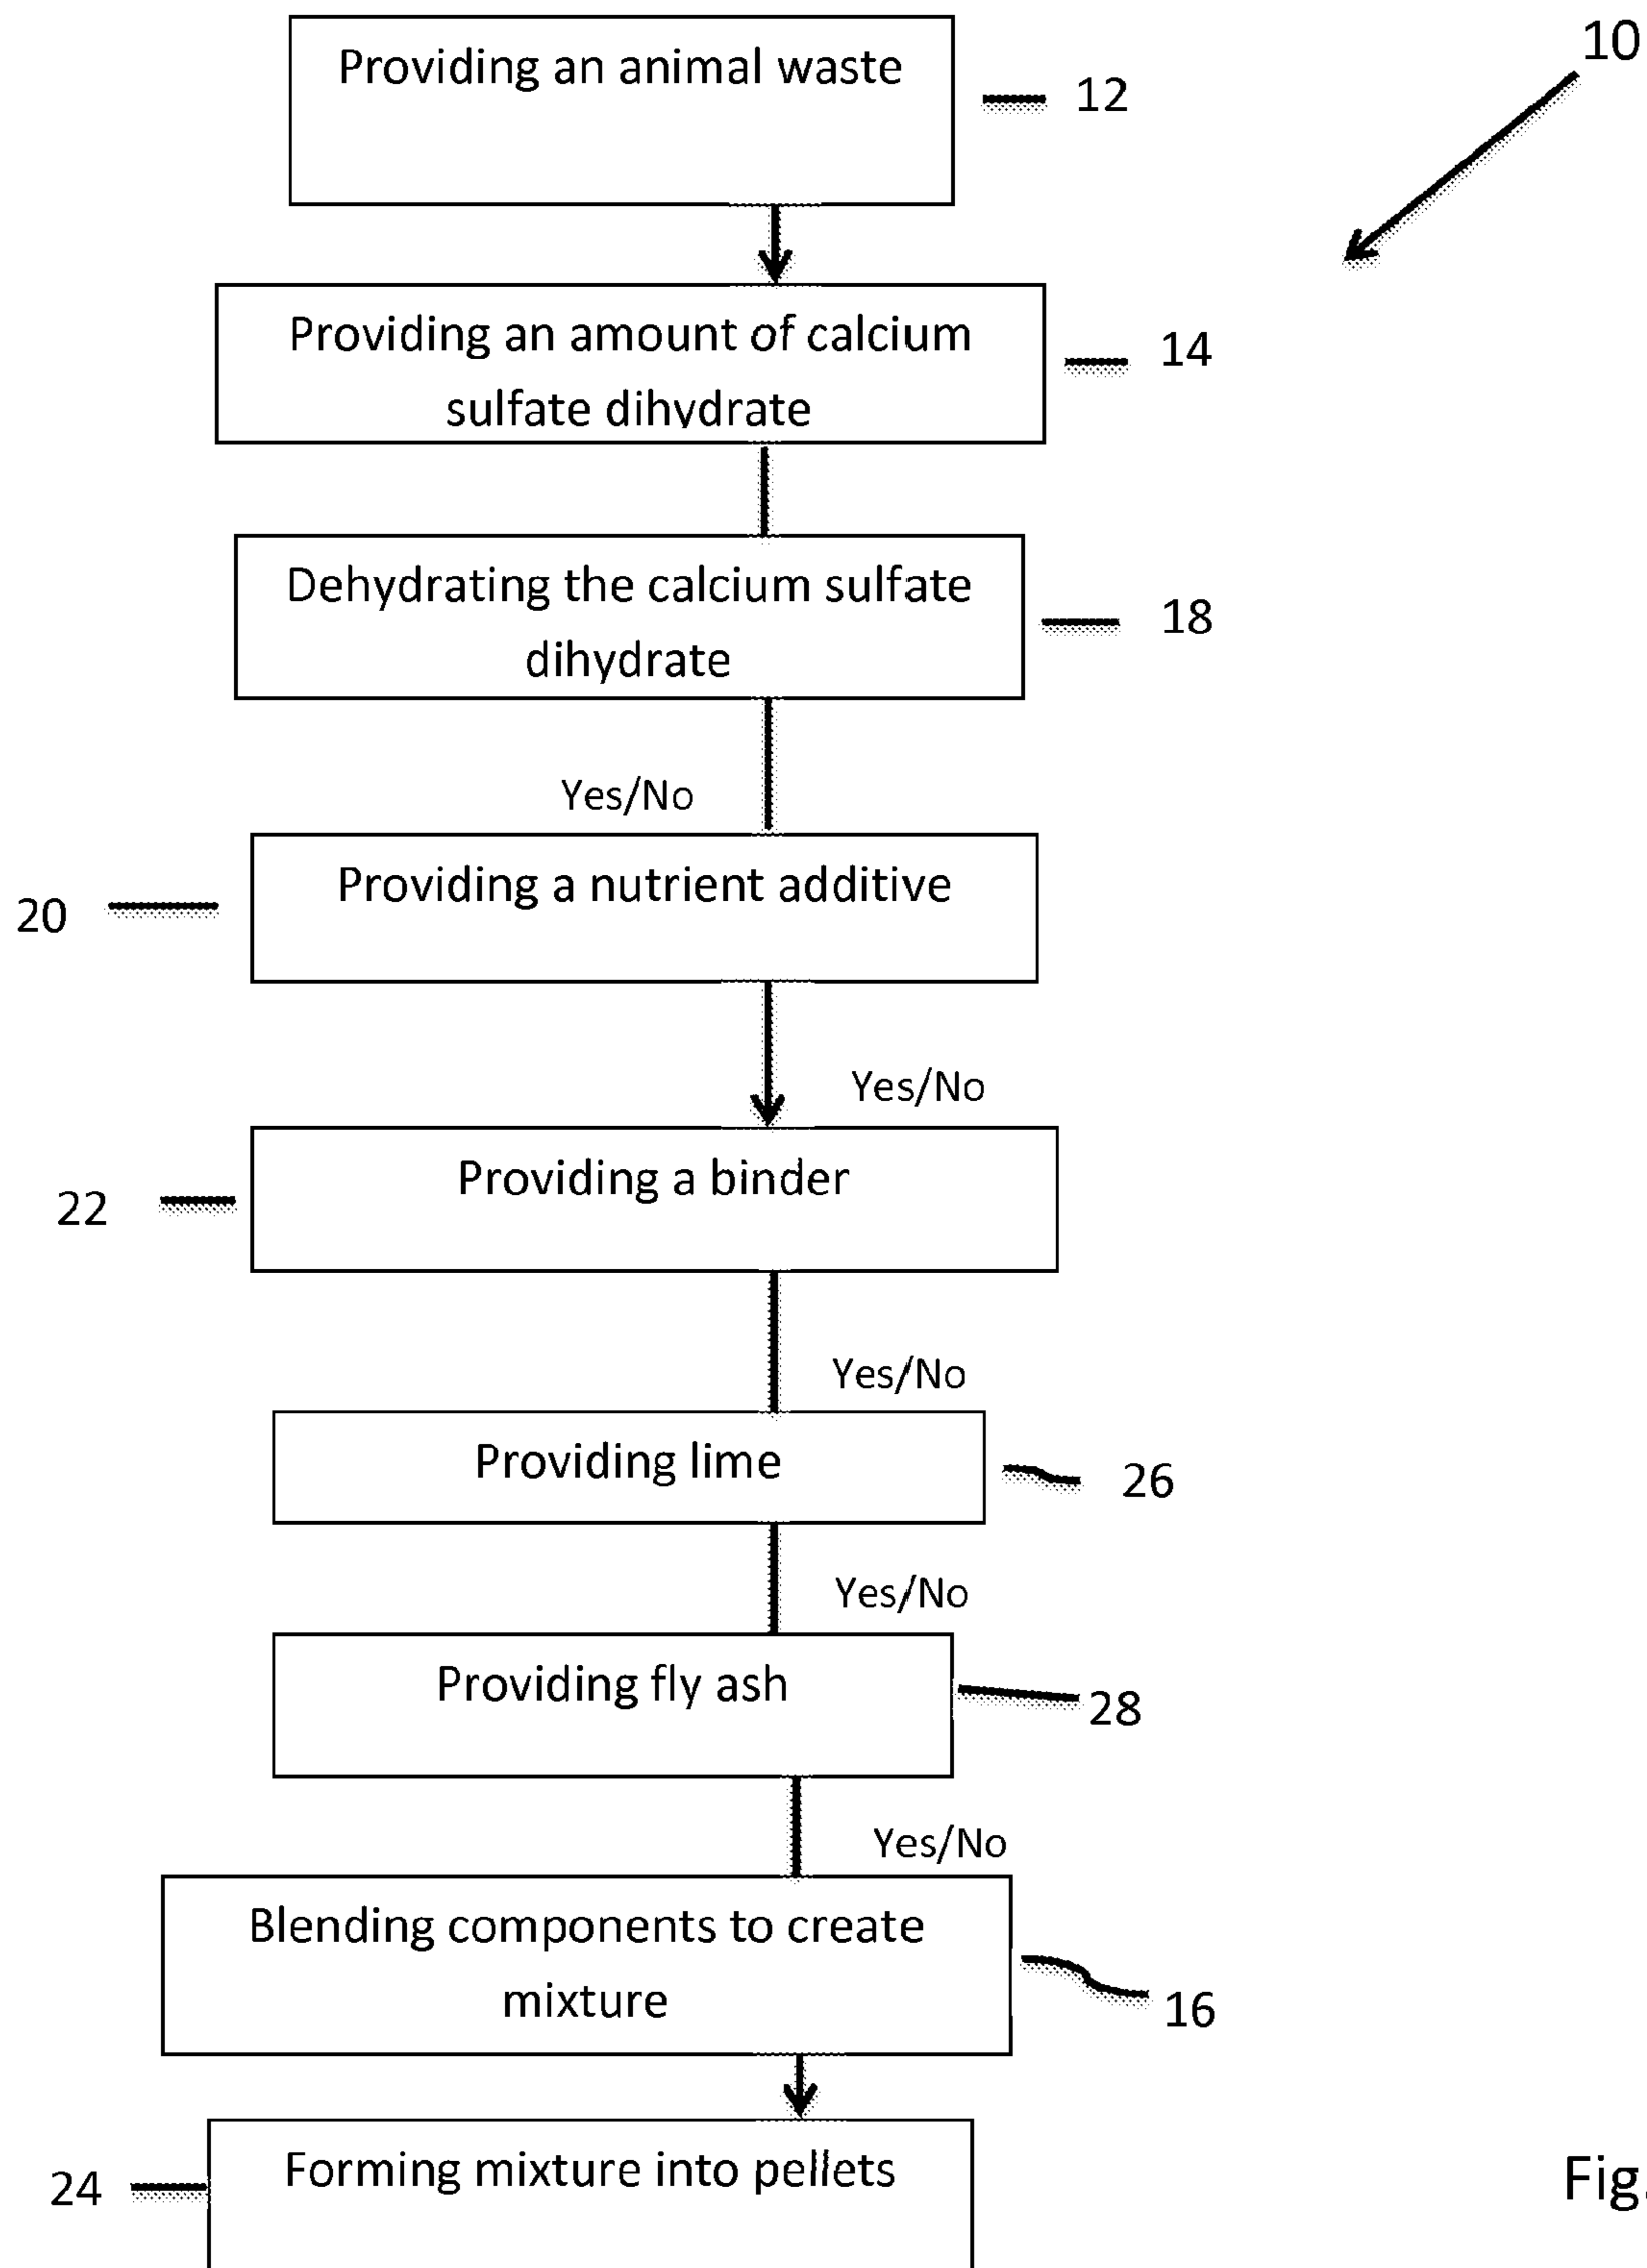 10
Providing an animal waste
12
Providing an amount of calcium
sulfate dihydrate
14
Dehydrating the calcium sulfate
dihydrate
18
Yes/No
Providing a nutrient additive
20
Yes/No
Providing a binder
22
Yes/No
Providing lime
26
Yes/No
Providing fly ash
28
Yes/No
Blending components to create
mixture
16
Forming mixture into pellets
24
Fig.